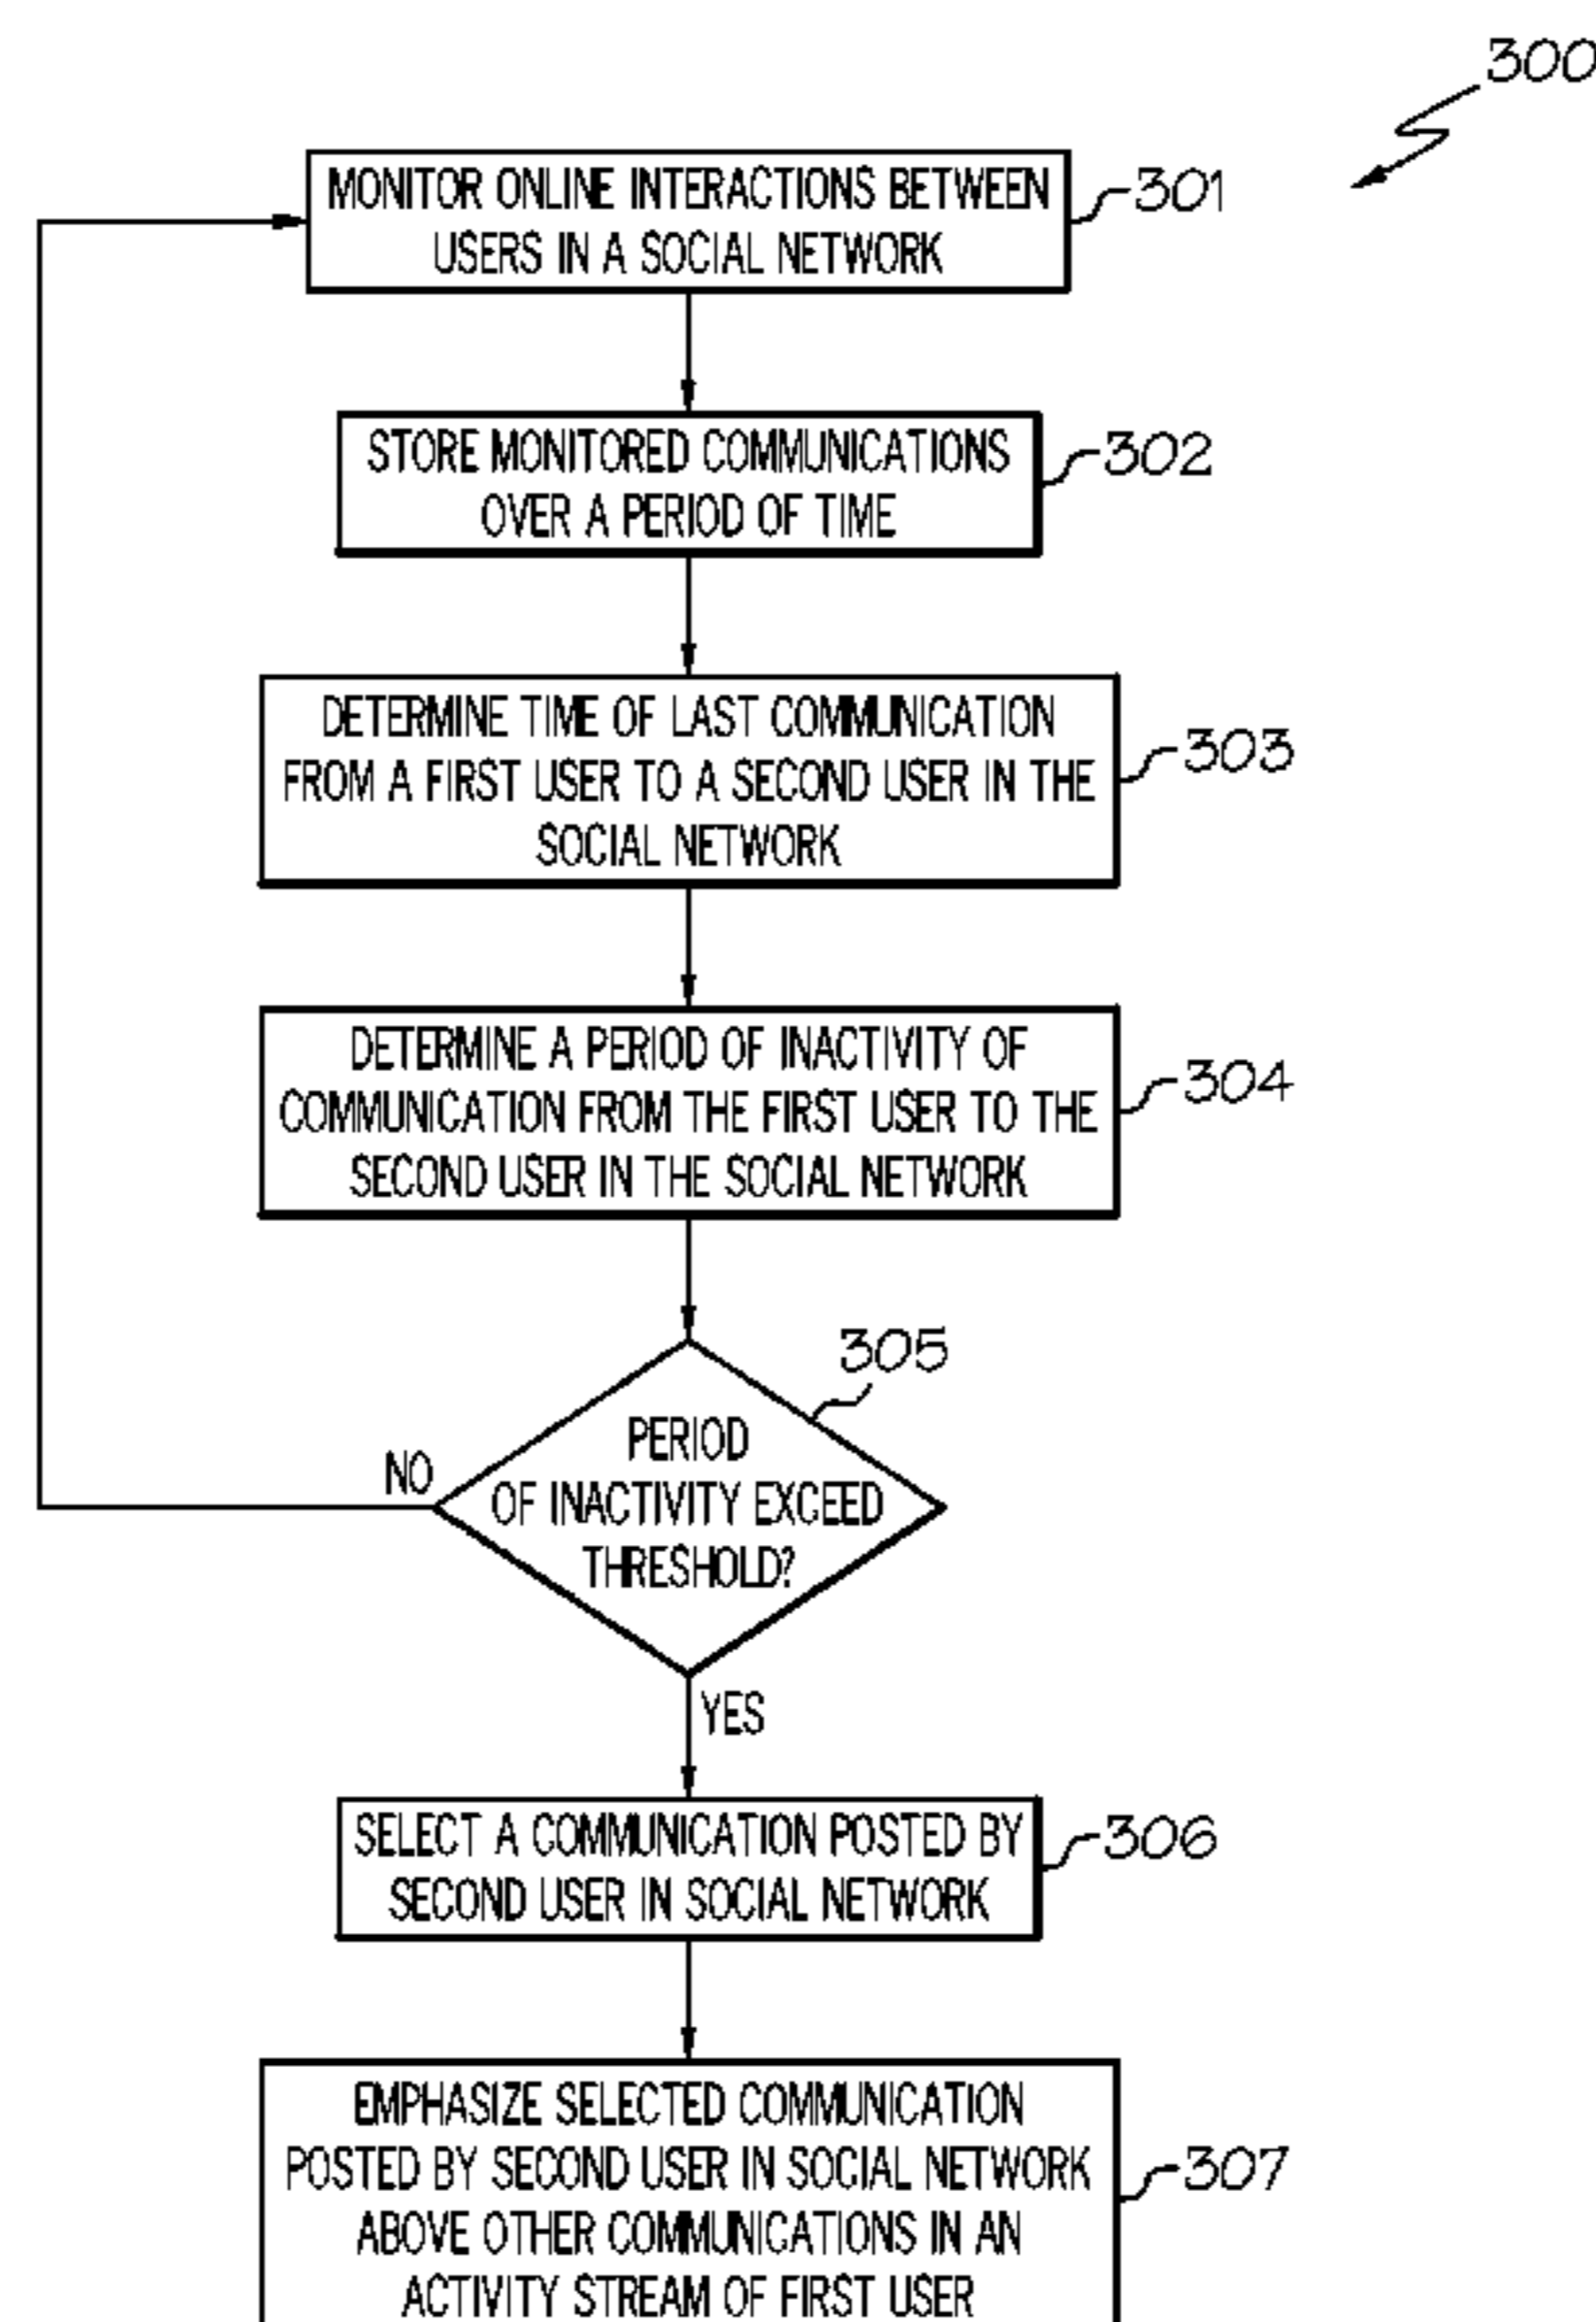 300
MONITOR ONLINE INTERACTIONS BETWEEN
USERS IN A SOCIAL NETWORK
301
STORE MONITORED COMMUNICATIONS
OVER A PERIOD OF TIME
302
DETERMINE TIME OF LAST COMMUNICATION
FROM A FIRST USER TO A SECOND USER IN THE
SOCIAL NETWORK
303
DETERMINE A PERIOD OF INACTIVITY OF
COMMUNICATION FROM THE FIRST USER TO THE
SECOND USER IN THE SOCIAL NETWORK
304
305
PERIOD
OF INACTIVITY EXCEED
THRESHOLD?
NO
YES
SELECT A COMMUNICATION POSTED BY
SECOND USER IN SOCIAL NETWORK
306
EMPHASIZE SELECTED COMMUNICATION
POSTED BY SECOND USER IN SOCIAL NETWORK
ABOVE OTHER COMMUNICATIONS IN AN
ACTIVITY STREAM OF FIRST USER
307